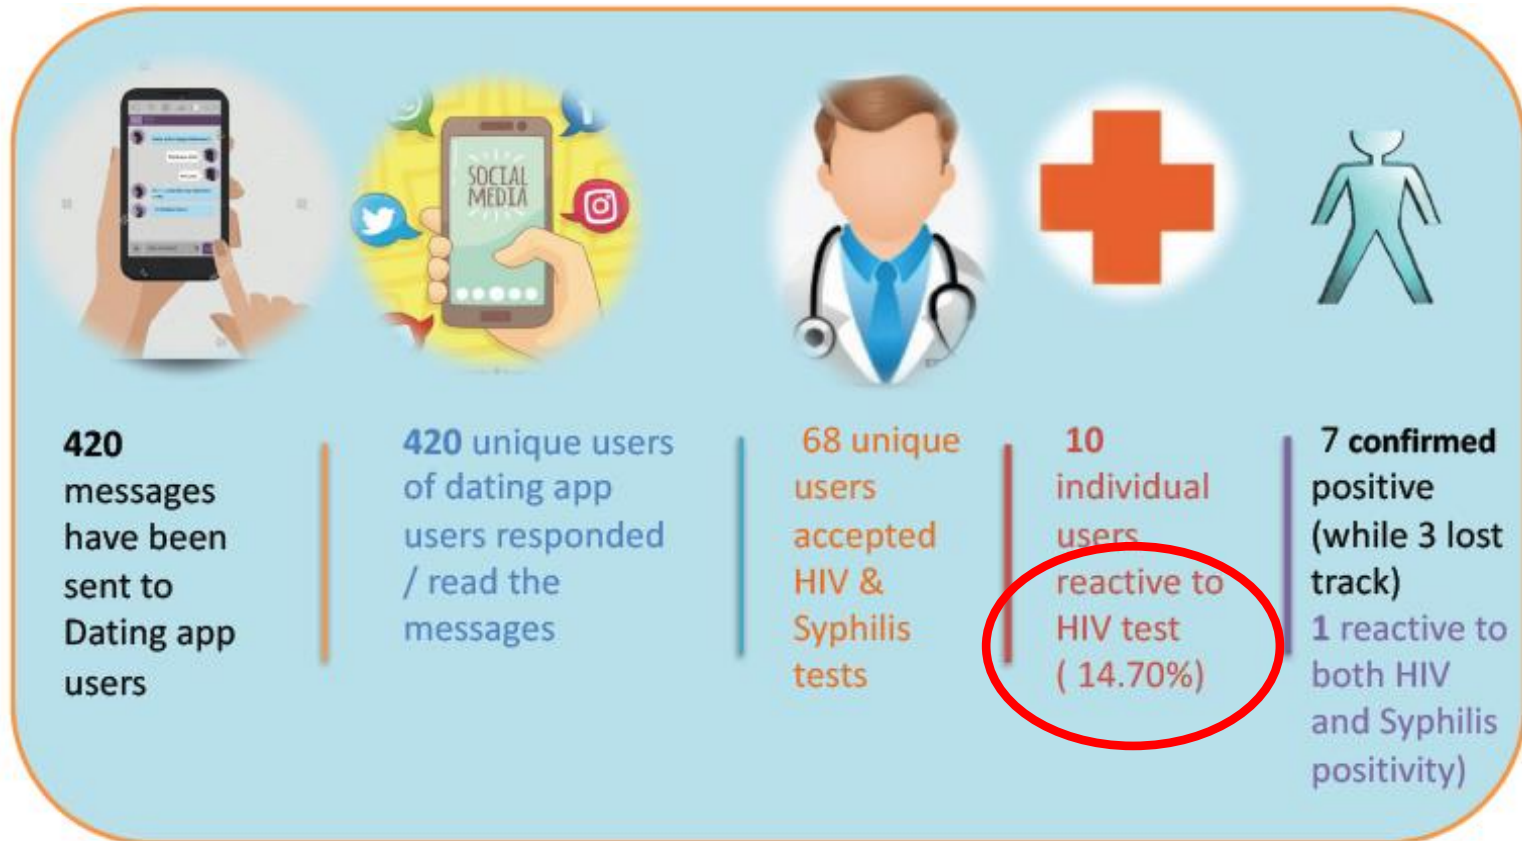 SOCIAL
MEDIA
420
messages
have been
sent to
Dating app
users
420 unique users
of dating app
users responded
/ read the
messages
68 unique
users
accepted
HIV &
Syphilis
tests
10
individual
users
reactive to
HIV test
( 14.70%)
7 confirmed
positive
(while 3 lost
track)
1 reactive to
both HIV
and Syphilis
positivity)